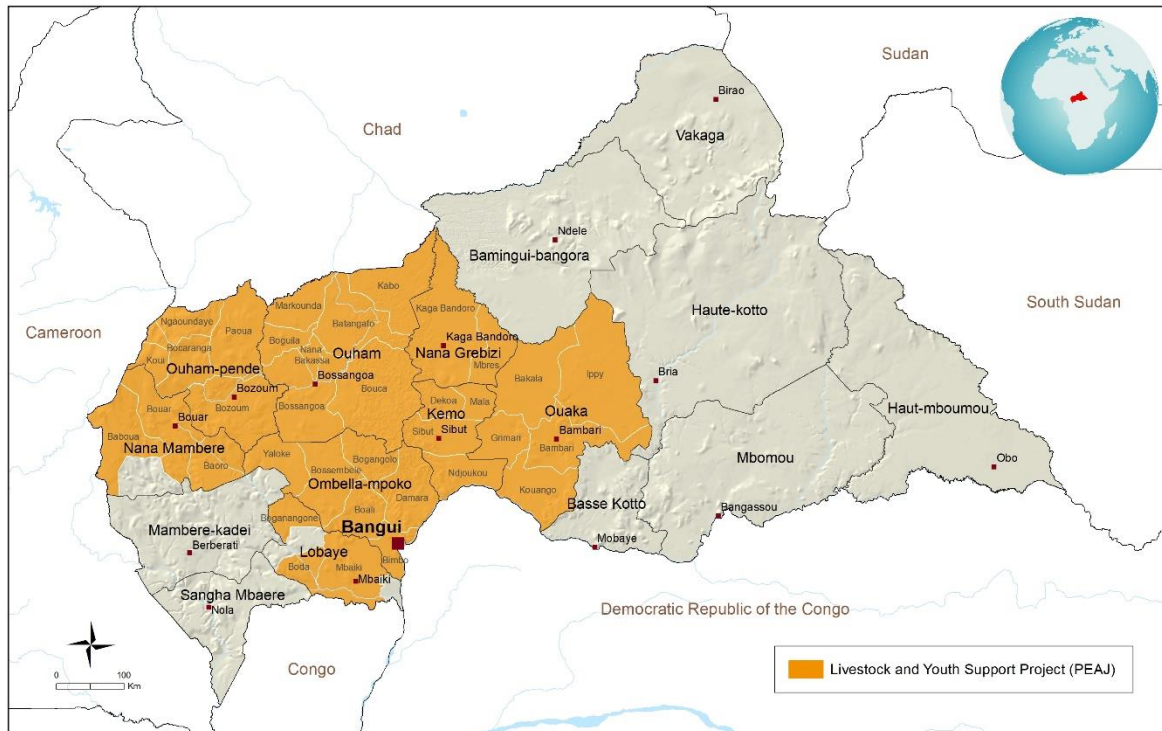 Sudan
Birao
Vakaga
Chad
Ndele
Bamingui-bangora
South Sudan
Cameroon
Haute-kotto
Kabo
Markounda
Kaga Bandoro
Ngaoundaye
Paoua
Batangafo
Boguila
Kaga Bandoro
Bocaranga
Nana
Bakassa
Ouham
Nana Grebizi
Koui
Mbres
Ouham-pende
Bossangoa
Bakala
Ippy
Bria
Bozoum
Bouca
Dekoa
Mala
Bouar
Bozoum
Bossangoa
Kemo
Ouaka
Haut-mboumou
Bouar
Sibut
Sibut
Bambari
Baboua
Nana Mambere
Yaloke
Bogangolo
Grimari
Bambari
Mbomou
Baoro
Bossembele
Ndjoukou
Obo
Ombella-mpoko
Damara
Kouango
Basse Kotto
Boali
Boganangone
Bangassou
Mambere-kadei
Bangui
Berberati
Lobaye
Mobaye
Boda
Mbaiki
Bimbo
Mbaiki
Sangha Mbaere
Nola
Democratic Republic of the Congo
Congo
0 100
Km
Livestock and Youth Support Project (PEAJ)